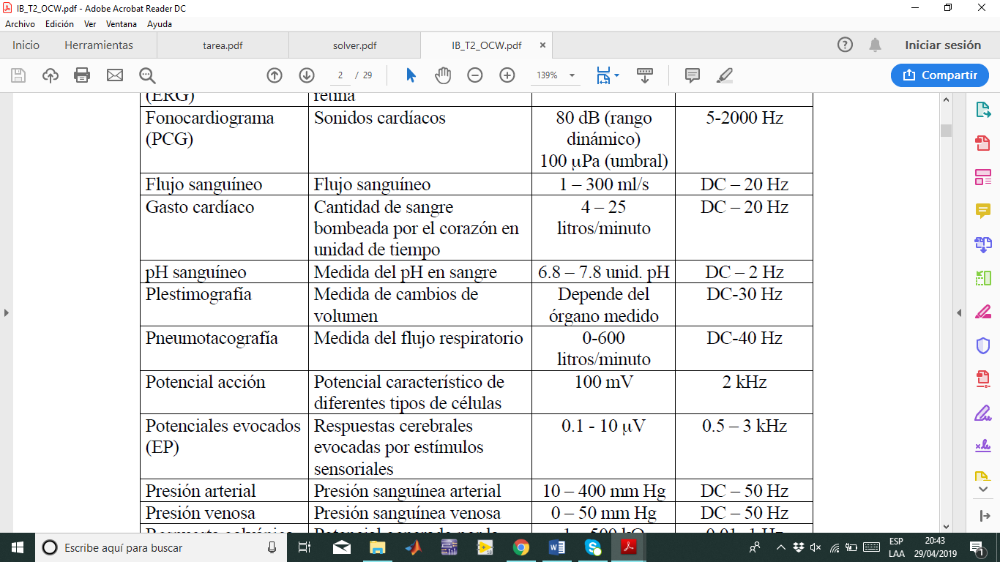 IB_T2_OCW.pdf - Adobe Acrobat Reader DC
Archivo Edición Ver Ventana Ayuda
Inicio Herramientas tarea.pdf solver.pdf IB_T2_OCW.pdf Iniciar sesión
2 / 29 139% Compartir
(ERG) retina
Fonocardiograma Sonidos cardíacos 80 dB (rango 5-2000 Hz
(PCG) dinámico)
100 μPa (umbral)
Flujo sanguíneo Flujo sanguíneo 1 – 300 ml/s DC – 20 Hz
Gasto cardíaco Cantidad de sangre 4 – 25 DC – 20 Hz
bombeada por el corazón en litros/minuto
unidad de tiempo
pH sanguíneo Medida del pH en sangre 6.8 – 7.8 unid. pH DC – 2 Hz
Plestimografía Medida de cambios de Depende del DC-30 Hz
volumen órgano medido
Pneumotacografía Medida del flujo respiratorio 0-600 DC-40 Hz
litros/minuto
Potencial acción Potencial característico de 100 mV 2 kHz
diferentes tipos de células
Potenciales evocados Respuestas cerebrales 0.1 - 10 μV 0.5 – 3 kHz
(EP) evocadas por estímulos
sensoriales
Presión arterial Presión sanguínea arterial 10 – 400 mm Hg DC – 50 Hz
Presión venosa Presión sanguínea venosa 0 – 50 mm Hg DC – 50 Hz
Escribe aquí para buscar ESP 20:43
LAA 29/04/2019